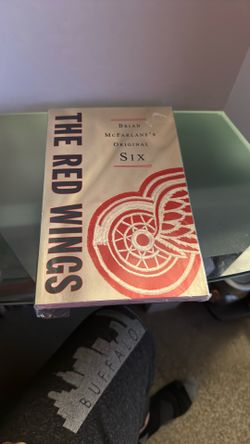 BRIAN
MCFARLANE'S
ORIGINAL
SIX
THE RED WINGS
BUFFALO